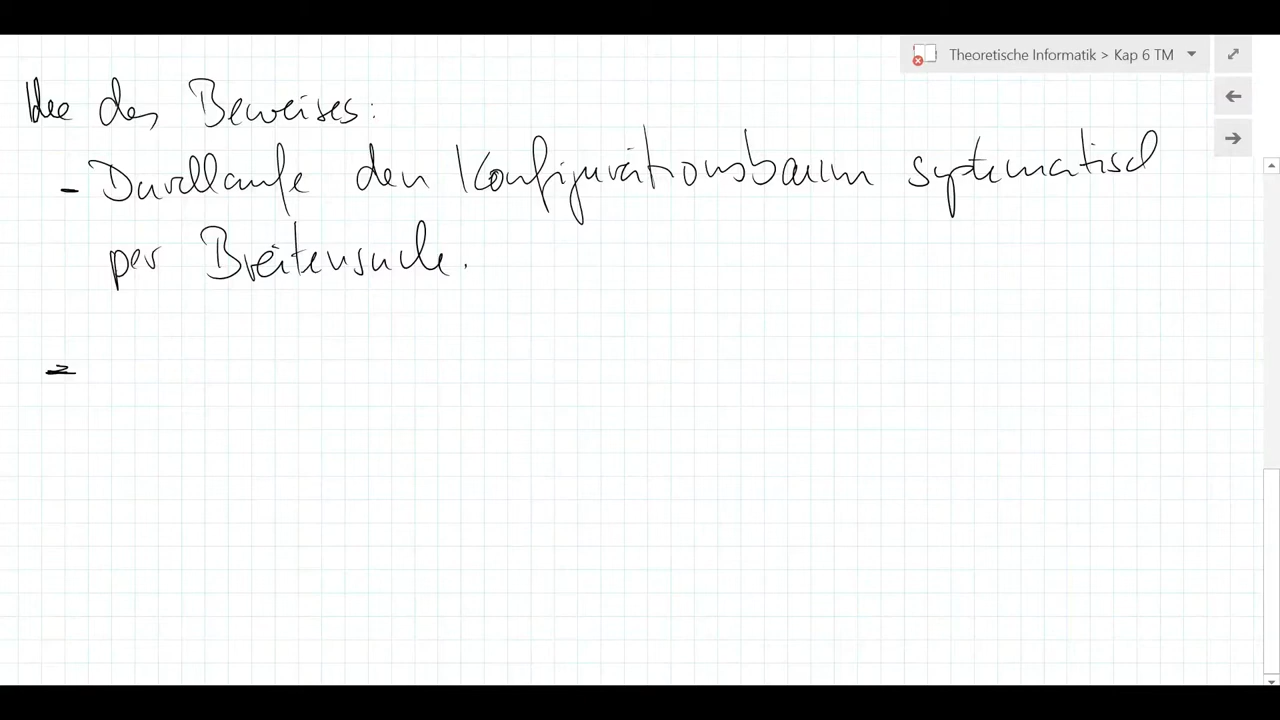 Theoretische Informatik > Kap 6 TM
Idee des Beweises:
- Durchlaufe den Konfigurationsbaum systematisch
per Breitensuche.
-